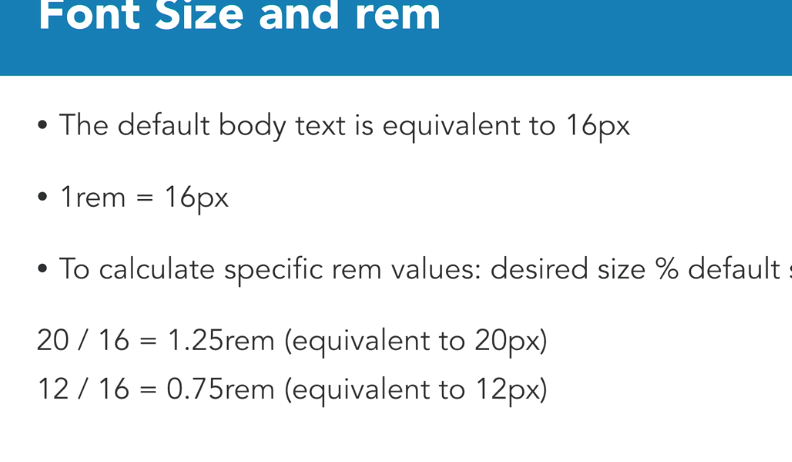 Font Size and rem
• The default body text is equivalent to 16px
• 1rem = 16px
• To calculate specific rem values: desired size % default
20 / 16 = 1.25rem (equivalent to 20px)
12 / 16 = 0.75rem (equivalent to 12px)